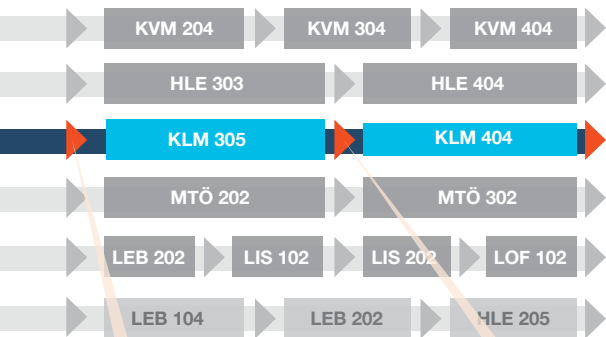 KVM 204 KVM 304 KVM 404
HLE 303 HLE 404
KLM 305 KLM 404
MTÖ 202 MTÖ 302
LEB 202 LIS 102 LIS 202 LOF 102
LEB 104 LEB 202 HLE 205